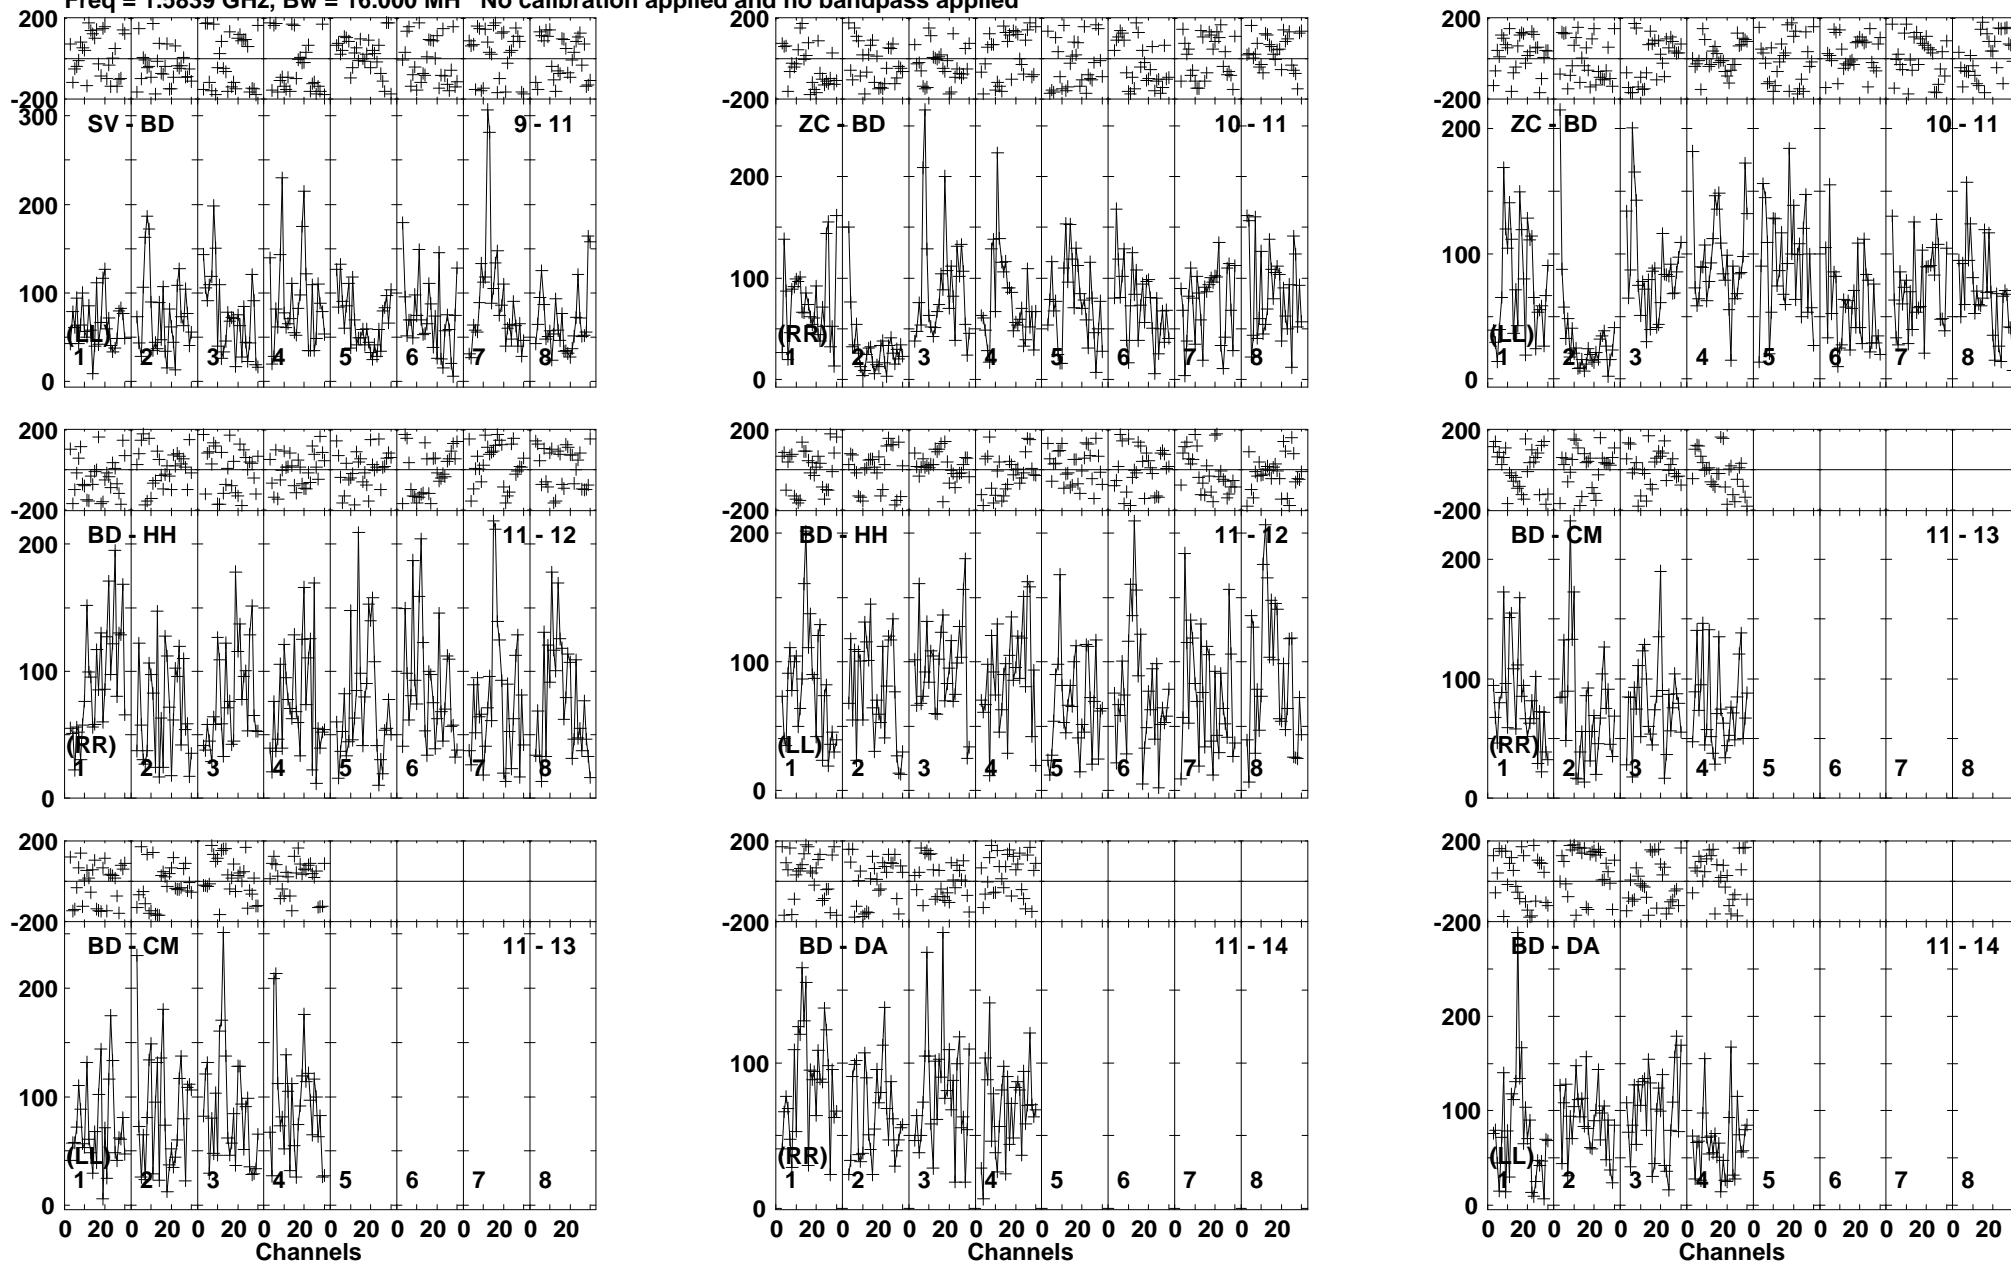 Freq = 1.5839 GHz, Bw = 16.000 MH No calibration applied and no bandpass applied
200 200 200
-200 -200 -200
SV - BD 9 - 11 ZC - BD 10 - 11 ZC - BD 10 - 11
300
200 200 200
100 100 100
(LL) (RR) (LL)
1 2 3 4 5 6 7 8 1 2 3 4 5 6 7 8 1 2 3 4 5 6 7 8
0 0 0
200 200 200
-200 -200 -200
BD - HH 11 - 12 BD - HH 11 - 12 BD - CM 11 - 13
200 200 200
100 100 100
(RR) (LL) (RR)
1 2 3 4 5 6 7 8 1 2 3 4 5 6 7 8 1 2 3 4 5 6 7 8
0 0 0
200 200 200
-200 -200 -200
BD - CM 11 - 13 BD - DA 11 - 14 BD - DA 11 - 14
200 200
100 100 100
(LL) (RR) (LL)
1 2 3 4 5 6 7 8 1 2 3 4 5 6 7 8 1 2 3 4 5 6 7 8
0 0 0
0 20 0 20 0 20 0 20 0 20 0 20 0 20 0 20 0 20 0 20 0 20 0 20 0 20 0 20 0 20 0 20 0 20 0 20 0 20 0 20 0 20 0 20 0 20 0 20
Channels Channels Channels